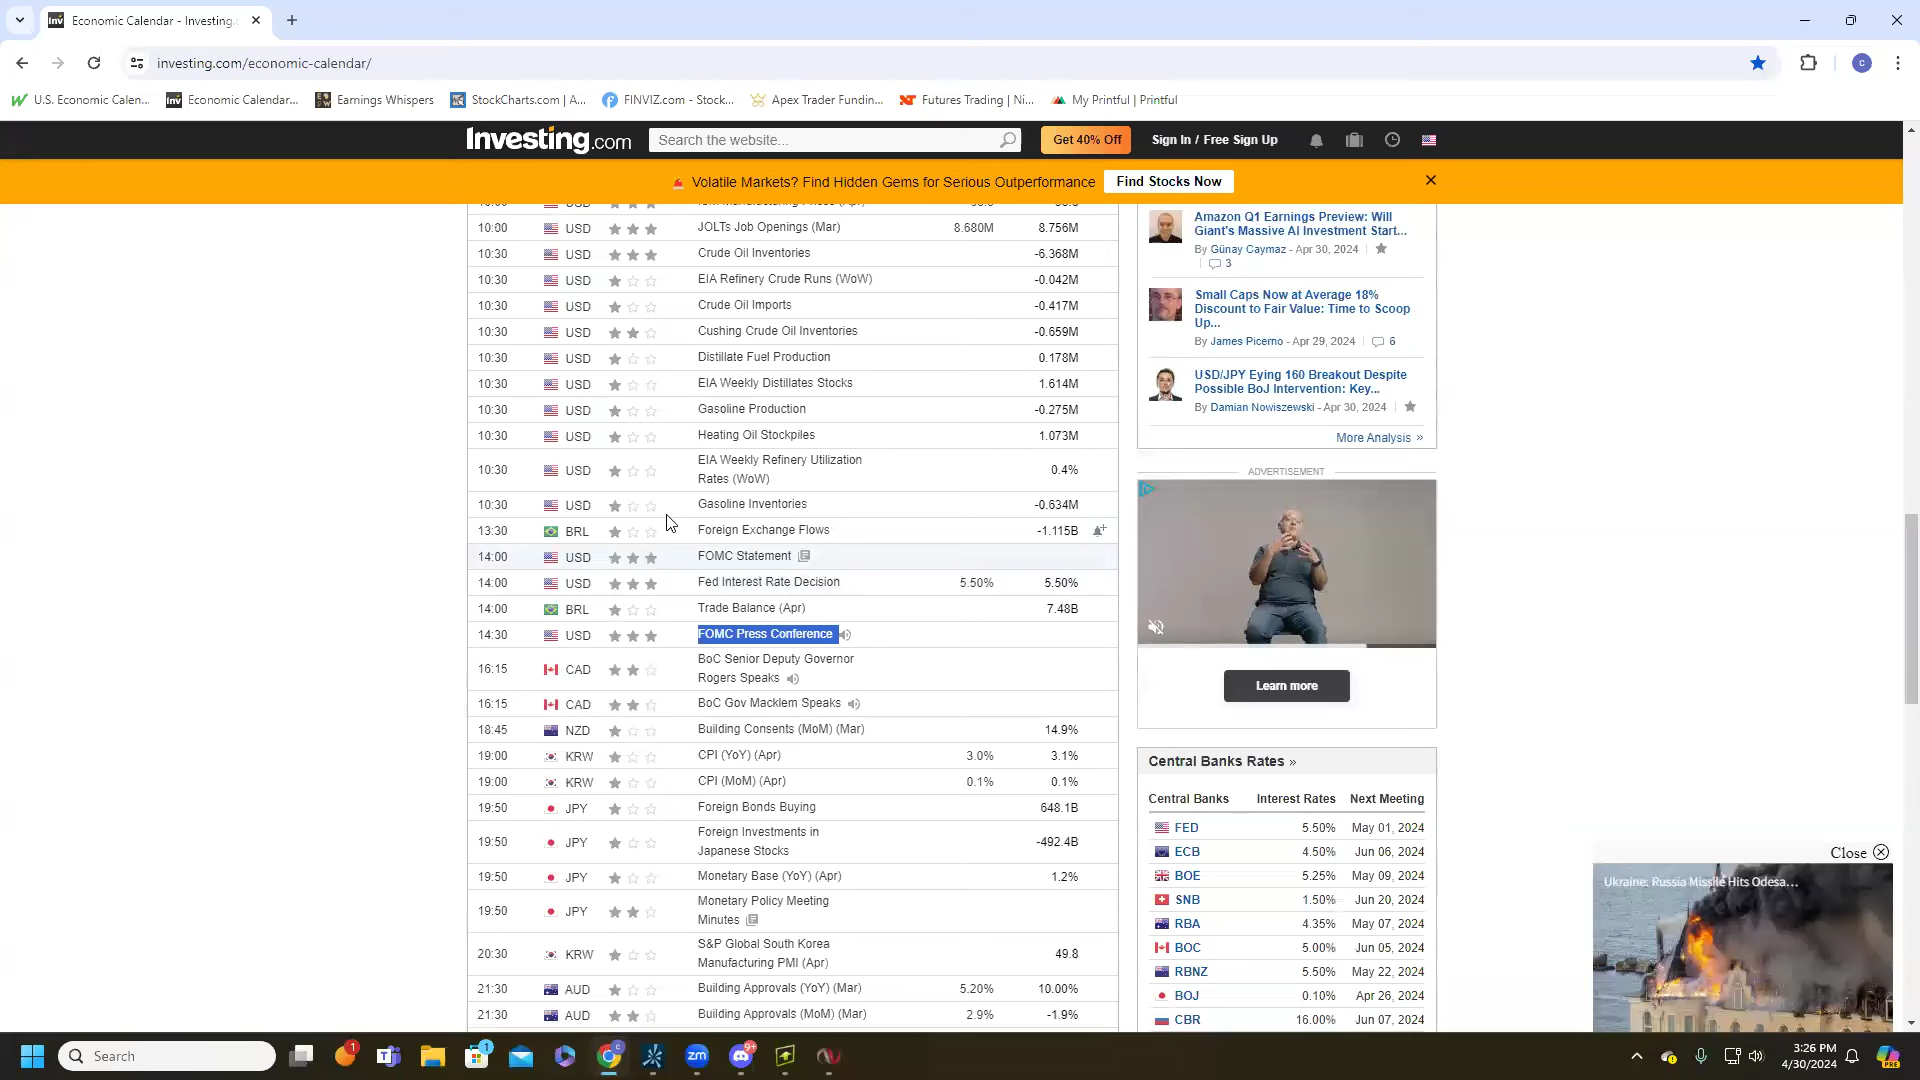 Economic Calendar - Investing.c
investing.com/economic-calendar/
C
U.S. Economic Calen...
Inv Economic Calendar...
Earnings Whispers
StockCharts.com | A...
FINVIZ.com - Stock...
Apex Trader Fundin...
Futures Trading | Ni...
My Printful | Printful
Investing.com
Search the website...
Get 40% Off
Sign In / Free Sign Up
Volatile Markets? Find Hidden Gems for Serious Outperformance
Find Stocks Now
10:00 USD JOLTs Job Openings (Mar) 8.680M 8.756M
10:30 USD Crude Oil Inventories -6.368M
10:30 USD EIA Refinery Crude Runs (WoW) -0.042M
10:30 USD Crude Oil Imports -0.417M
10:30 USD Cushing Crude Oil Inventories -0.659M
10:30 USD Distillate Fuel Production 0.178M
10:30 USD EIA Weekly Distillates Stocks 1.614M
10:30 USD Gasoline Production -0.275M
10:30 USD Heating Oil Stockpiles 1.073M
10:30 USD EIA Weekly Refinery Utilization
Rates (WoW) 0.4%
10:30 USD Gasoline Inventories -0.634M
13:30 BRL Foreign Exchange Flows -1.115B
14:00 USD FOMC Statement
14:00 USD Fed Interest Rate Decision 5.50% 5.50%
14:00 BRL Trade Balance (Apr) 7.48B
14:30 USD FOMC Press Conference
16:15 CAD BoC Senior Deputy Governor
Rogers Speaks
16:15 CAD BoC Gov Macklem Speaks
18:45 NZD Building Consents (MoM) (Mar) 14.9%
19:00 KRW CPI (YoY) (Apr) 3.0% 3.1%
19:00 KRW CPI (MoM) (Apr) 0.1% 0.1%
19:50 JPY Foreign Bonds Buying 648.1B
19:50 JPY Foreign Investments in
Japanese Stocks -492.4B
19:50 JPY Monetary Base (YoY) (Apr) 1.2%
19:50 JPY Monetary Policy Meeting
Minutes
20:30 KRW S&P Global South Korea
Manufacturing PMI (Apr) 49.8
21:30 AUD Building Approvals (YoY) (Mar) 5.20% 10.00%
21:30 AUD Building Approvals (MoM) (Mar) 2.9% -1.9%
Amazon Q1 Earnings Preview: Will
Giant's Massive AI Investment Start...
By Günay Caymaz - Apr 30, 2024
3
Small Caps Now at Average 18%
Discount to Fair Value: Time to Scoop
Up...
By James Picerno - Apr 29, 2024 6
USD/JPY Eying 160 Breakout Despite
Possible BoJ Intervention: Key...
By Damian Nowiszewski - Apr 30, 2024
More Analysis »
ADVERTISEMENT
Learn more
Central Banks Rates »
Central Banks Interest Rates Next Meeting
FED 5.50% May 01, 2024
ECB 4.50% Jun 06, 2024
BOE 5.25% May 09, 2024
SNB 1.50% Jun 20, 2024
RBA 4.35% May 07, 2024
BOC 5.00% Jun 05, 2024
RBNZ 5.50% May 22, 2024
BOJ 0.10% Apr 26, 2024
CBR 16.00% Jun 07, 2024
Close
Ukraine: Russia Missile Hits Odesa...
Search
1
1
zm
9+
3:26 PM
4/30/2024